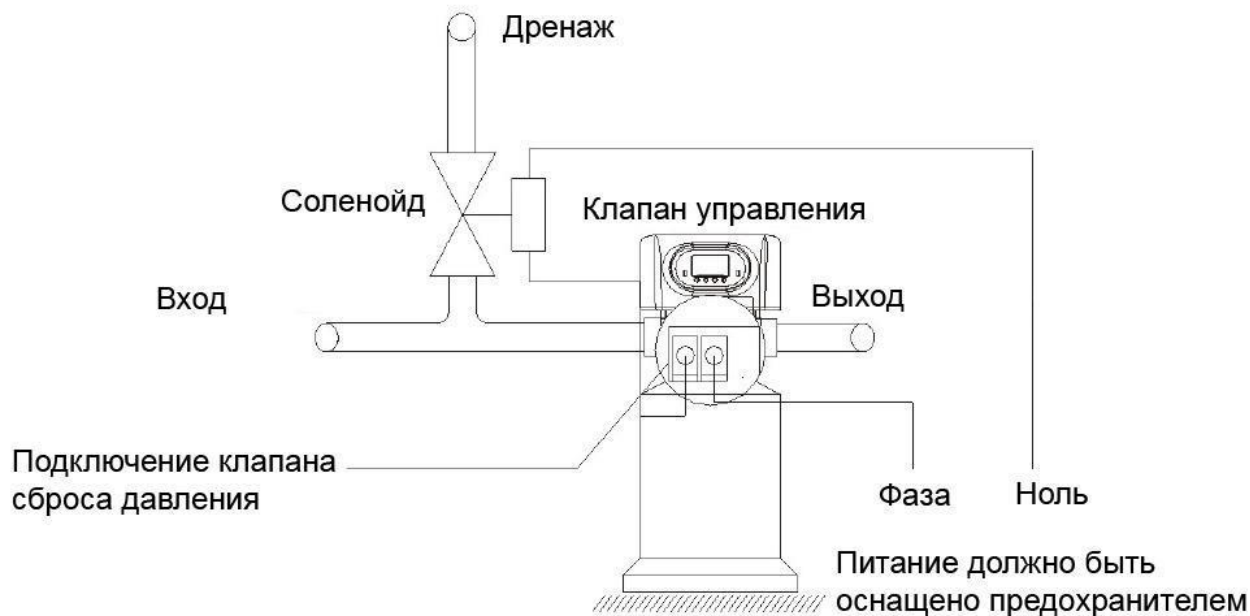 Дренаж
Соленойд
Клапан управления
Вход
Выход
Подключение клапана
сброса давления
Фаза
Ноль
Питание должно быть
оснащено предохранителем